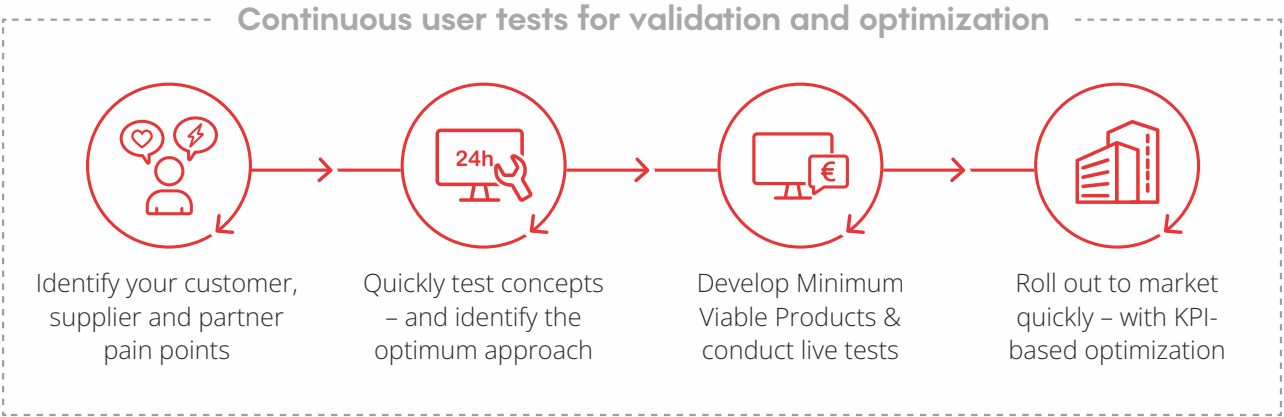 Continuous user tests for validation and optimization
24h
€
Identify your customer,
supplier and partner
pain points
Quickly test concepts
– and identify the
optimum approach
Develop Minimum
Viable Products &
conduct live tests
Roll out to market
quickly – with KPI-
based optimization